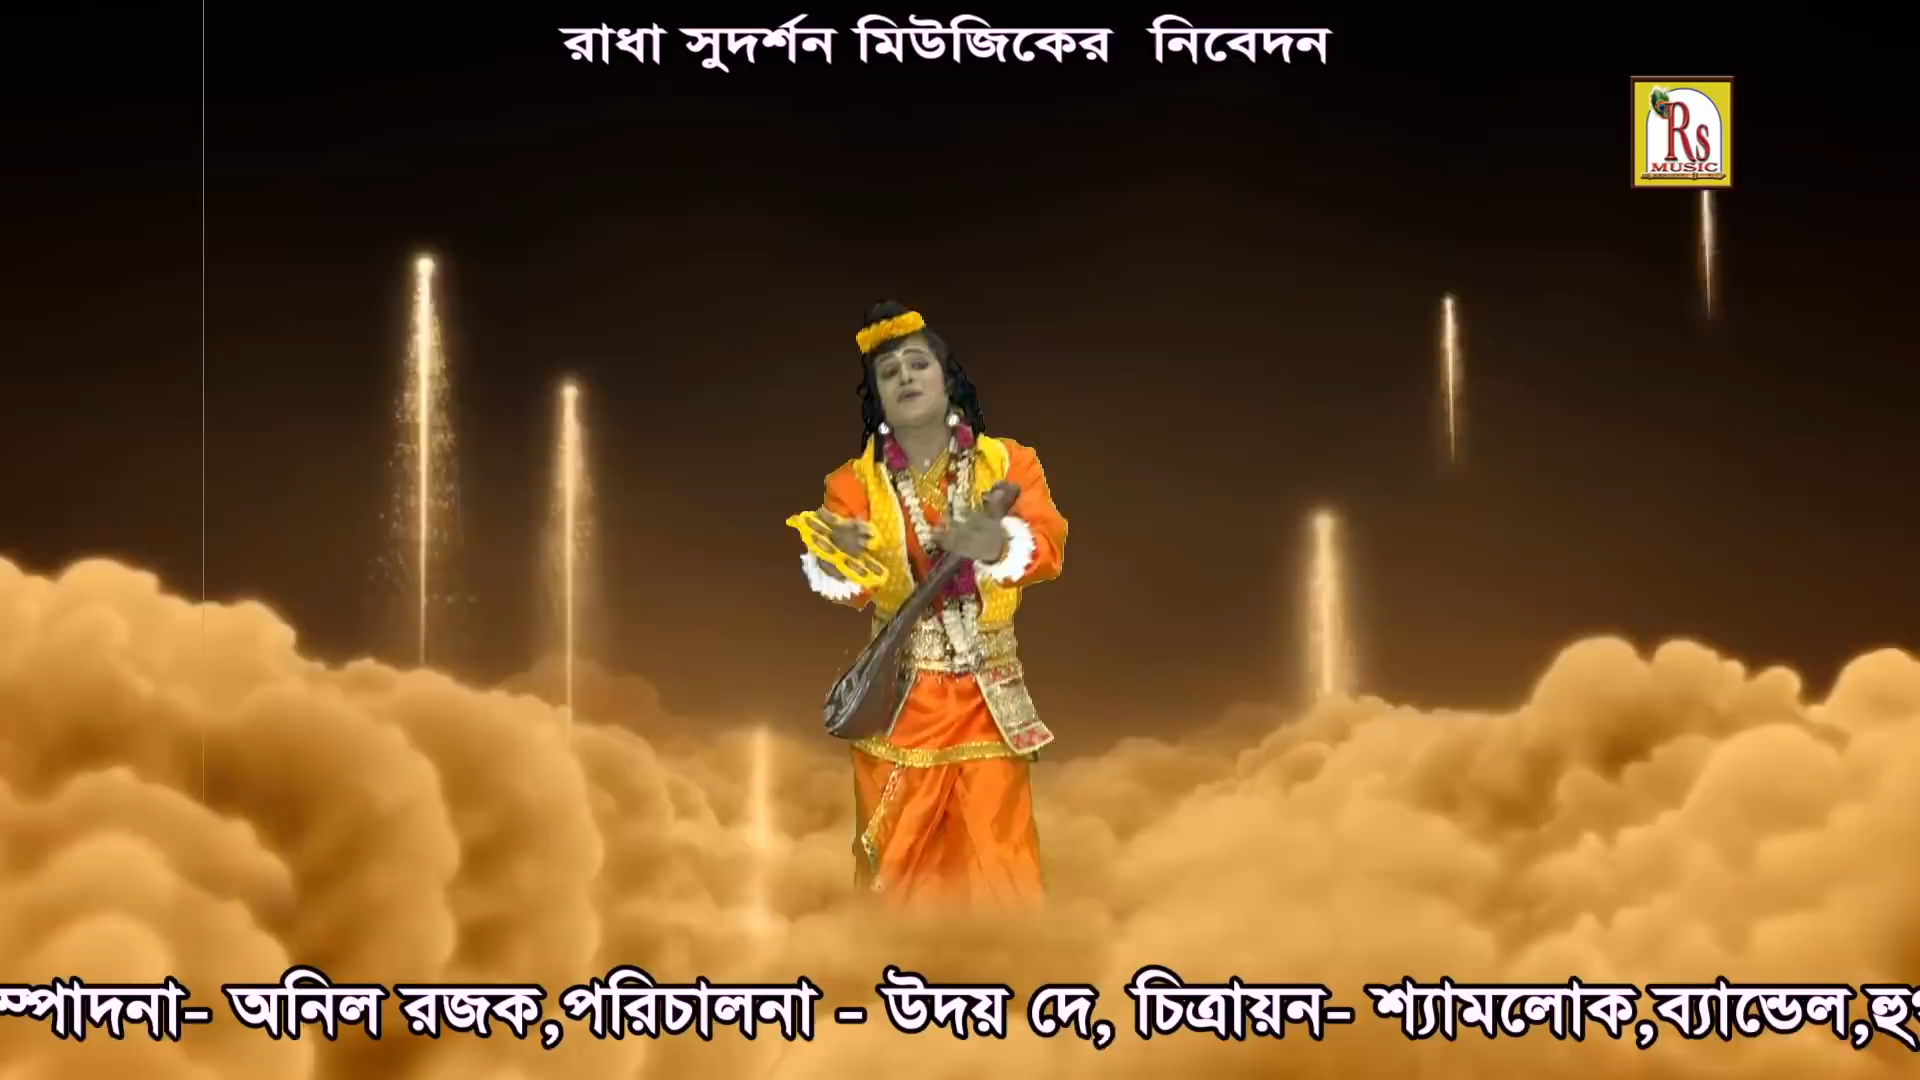 রাধা সুদর্শন মিউজিকের নিবেদন
Rs
MUSIC
স্পাদনা- অনিল রজক,পরিচালনা - উদয় দে, চিত্রায়ন- শ্যামলোক,ব্যান্ডেল,